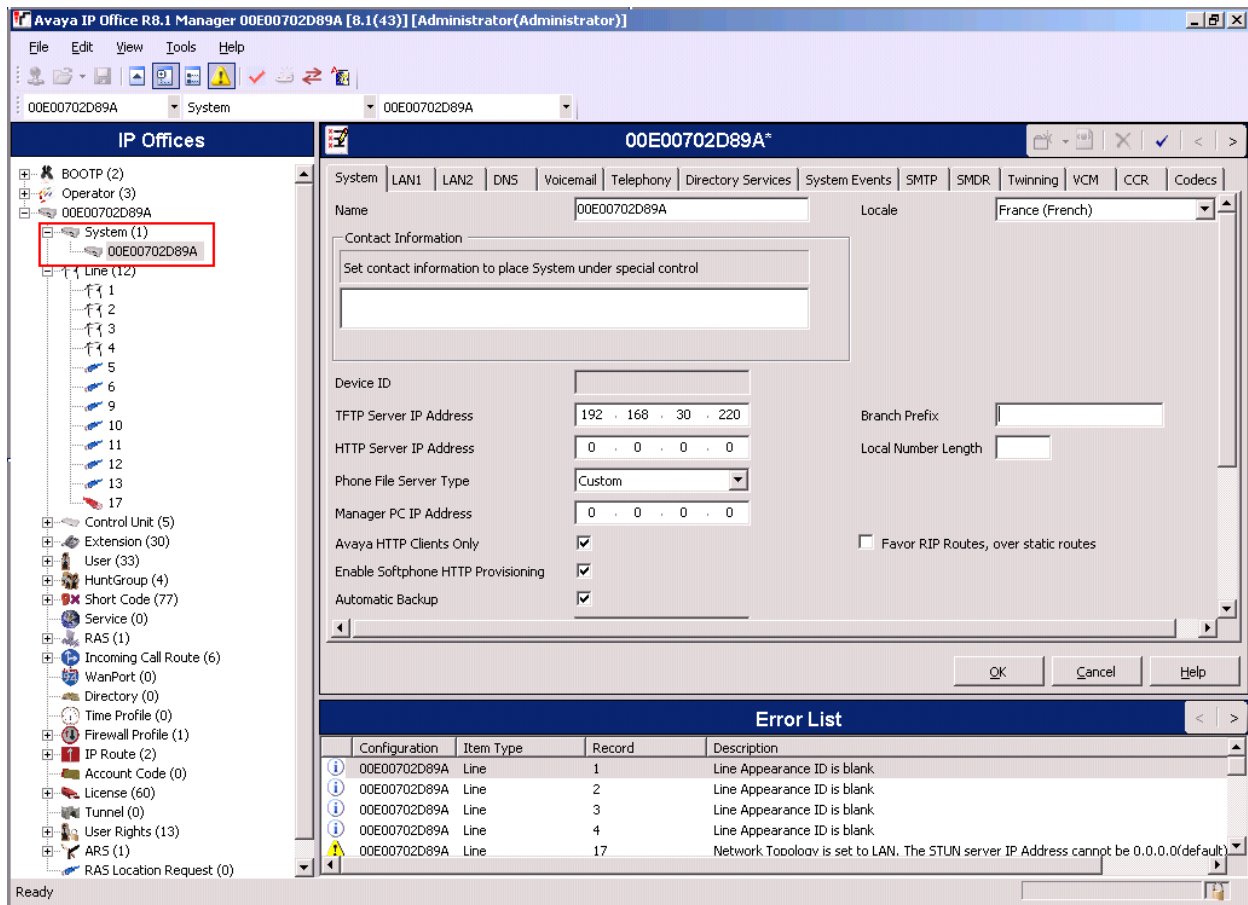 Avaya IP Office R8.1 Manager 00E00702D89A [8.1(43)] [Administrator(Administrator)]
File Edit View Tools Help
00E00702D89A System 00E00702D89A
IP Offices
BOOTP (2)
Operator (3)
00E00702D89A
System (1)
00E00702D89A
Line (12)
1
2
3
4
5
6
9
10
11
12
13
17
Control Unit (5)
Extension (30)
User (33)
HuntGroup (4)
Short Code (77)
Service (0)
RAS (1)
Incoming Call Route (6)
WanPort (0)
Directory (0)
Time Profile (0)
Firewall Profile (1)
IP Route (2)
Account Code (0)
License (60)
Tunnel (0)
User Rights (13)
ARS (1)
RAS Location Request (0)
00E00702D89A*
System LAN1 LAN2 DNS Voicemail Telephony Directory Services System Events SMTP SMDR Twinning VCM CCR Codecs
Name 00E00702D89A Locale France (French)
Contact Information
Set contact information to place System under special control
Device ID
TFTP Server IP Address 192 . 168 . 30 . 220 Branch Prefix
HTTP Server IP Address 0 . 0 . 0 . 0 Local Number Length
Phone File Server Type Custom
Manager PC IP Address 0 . 0 . 0 . 0
Avaya HTTP Clients Only Favor RIP Routes, over static routes
Enable Softphone HTTP Provisioning
Automatic Backup
OK Cancel Help
Error List
Configuration Item Type Record Description
00E00702D89A Line 1 Line Appearance ID is blank
00E00702D89A Line 2 Line Appearance ID is blank
00E00702D89A Line 3 Line Appearance ID is blank
00E00702D89A Line 4 Line Appearance ID is blank
00E00702D89A Line 17 Network Topology is set to LAN. The STUN server IP Address cannot be 0.0.0.0(default)
Ready